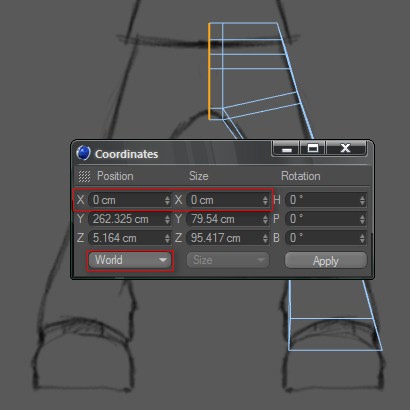 Coordinates
Position Size Rotation
X 0 cm X 0 cm H 0 °
Y 262.325 cm Y 79.54 cm P 0 °
Z 5.164 cm Z 95.417 cm B 0 °
World Size Apply